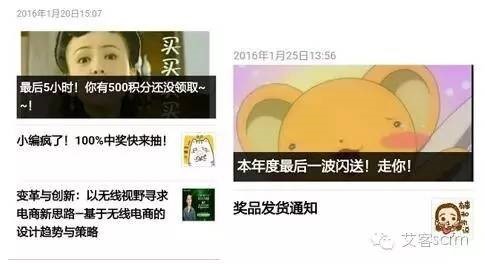 2016年1月20日15:07
买买买
最后5小时！你有500积分还没领取~
~！
小编疯了！100%中奖快来抽！
变革与创新：以无线视野寻求
电商新思路—基于无线电商的
设计趋势与策略
2016年1月25日13:56
本年度最后一波闪送！走你！
奖品发货通知
艾客scrm